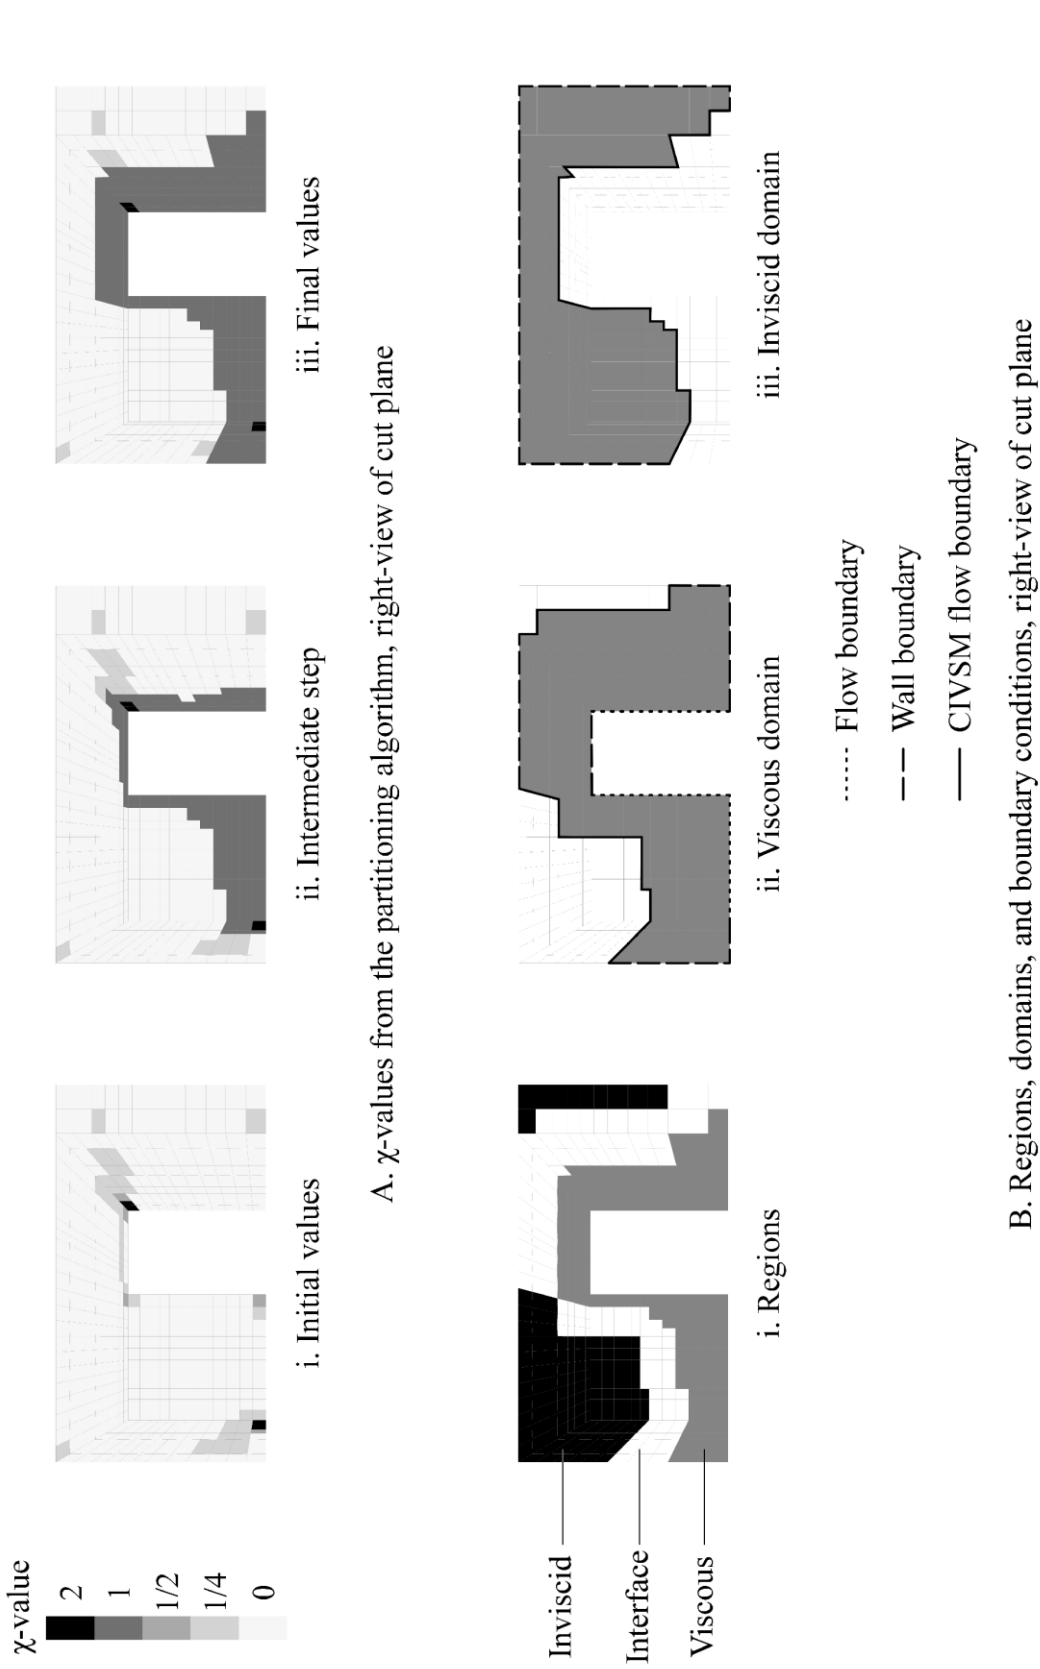 χ-value
2
1
1/2
1/4
0
i. Initial values
ii. Intermediate step
iii. Final values
A. χ-values from the partitioning algorithm, right-view of cut plane
Inviscid
Interface
Viscous
i. Regions
ii. Viscous domain
iii. Inviscid domain
Flow boundary
Wall boundary
CIVSM flow boundary
B. Regions, domains, and boundary conditions, right-view of cut plane